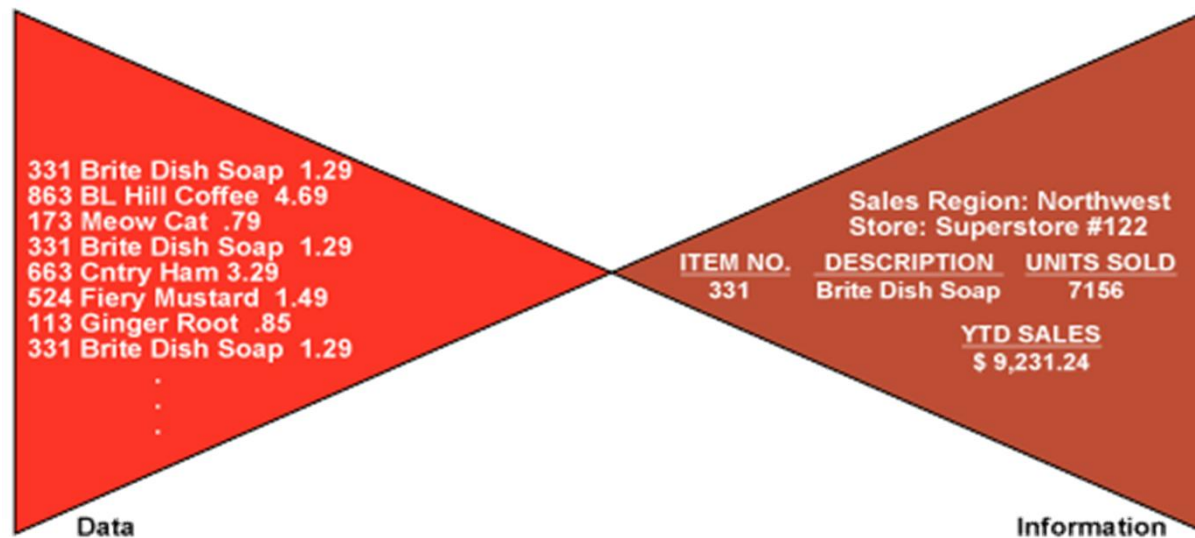 331 Brite Dish Soap 1.29
863 BL Hill Coffee 4.69
173 Meow Cat .79
331 Brite Dish Soap 1.29
663 Cntry Ham 3.29
524 Fiery Mustard 1.49
113 Ginger Root .85
331 Brite Dish Soap 1.29
.
.
.
Data
Sales Region: Northwest
Store: Superstore #122
ITEM NO. DESCRIPTION UNITS SOLD
331 Brite Dish Soap 7156
YTD SALES
$ 9,231.24
Information